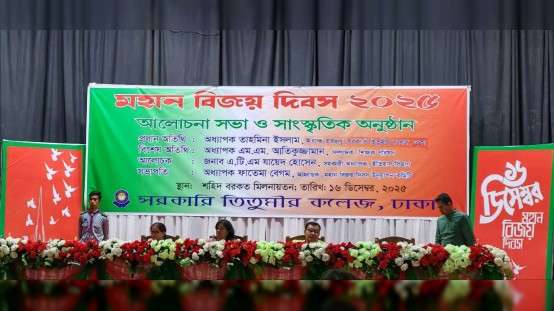 মহান বিজয় দিবস ২০২৫
আলোচনা সভা ও সাংস্কৃতিক অনুষ্ঠান
প্রধান অতিথি : অধ্যাপক তাহমিনা ইসলাম,
বিশেষ অতিথি : অধ্যাপক এম.এম. আতিকুজ্জামান,
আলোচক : জনাব এ.টি.এম যায়েদ হোসেন,
সভাপতি : অধ্যাপক ফাতেমা বেগম,
স্থান: শহিদ বরকত মিলনায়তন; তারিখ: ১৬ ডিসেম্বর, ২০২৫
সরকারি তিতুমীর কলেজ, ঢাকা
১৬
ডিসেম্বর
মহান
বিজয়
দিবস